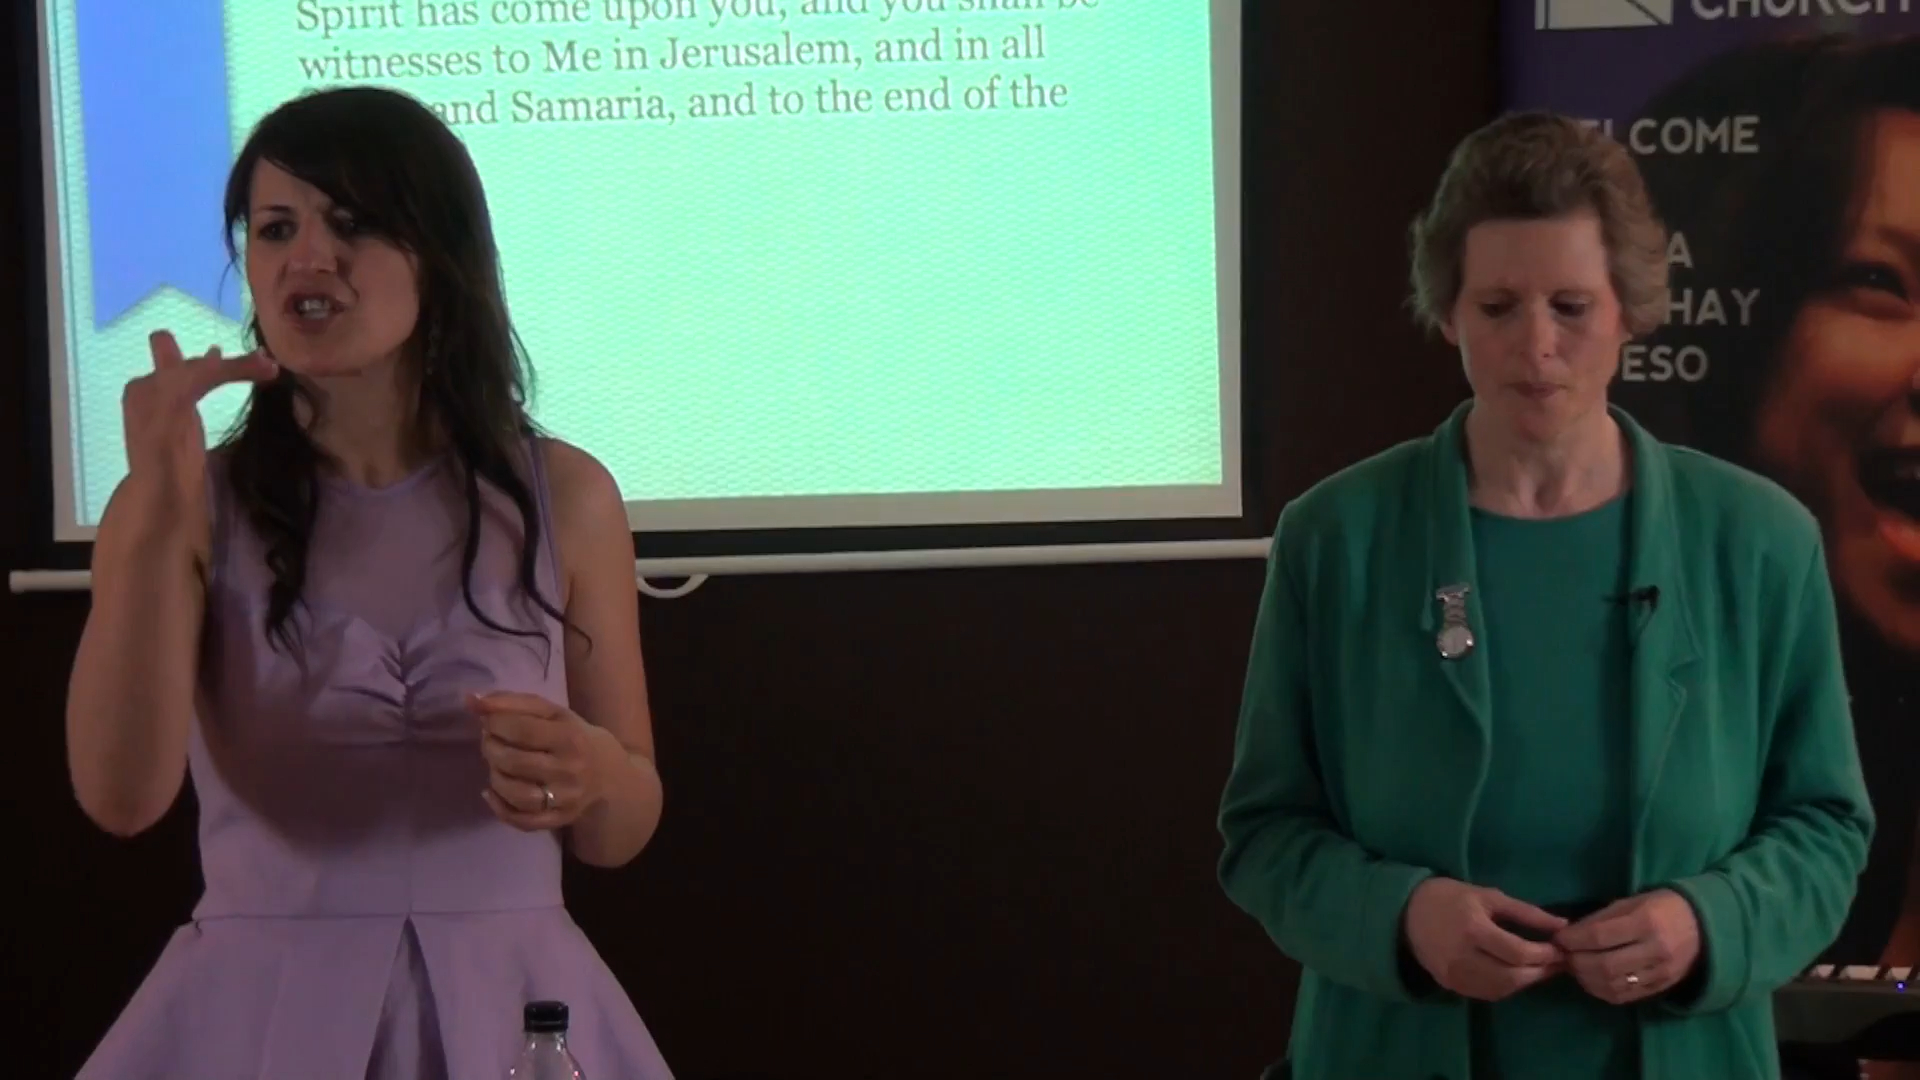 Spirit has come upon you, and you shall be
witnesses to Me in Jerusalem, and in all
and Samaria, and to the end of the
CHURCH
WELCOME
A
HAY
ESO